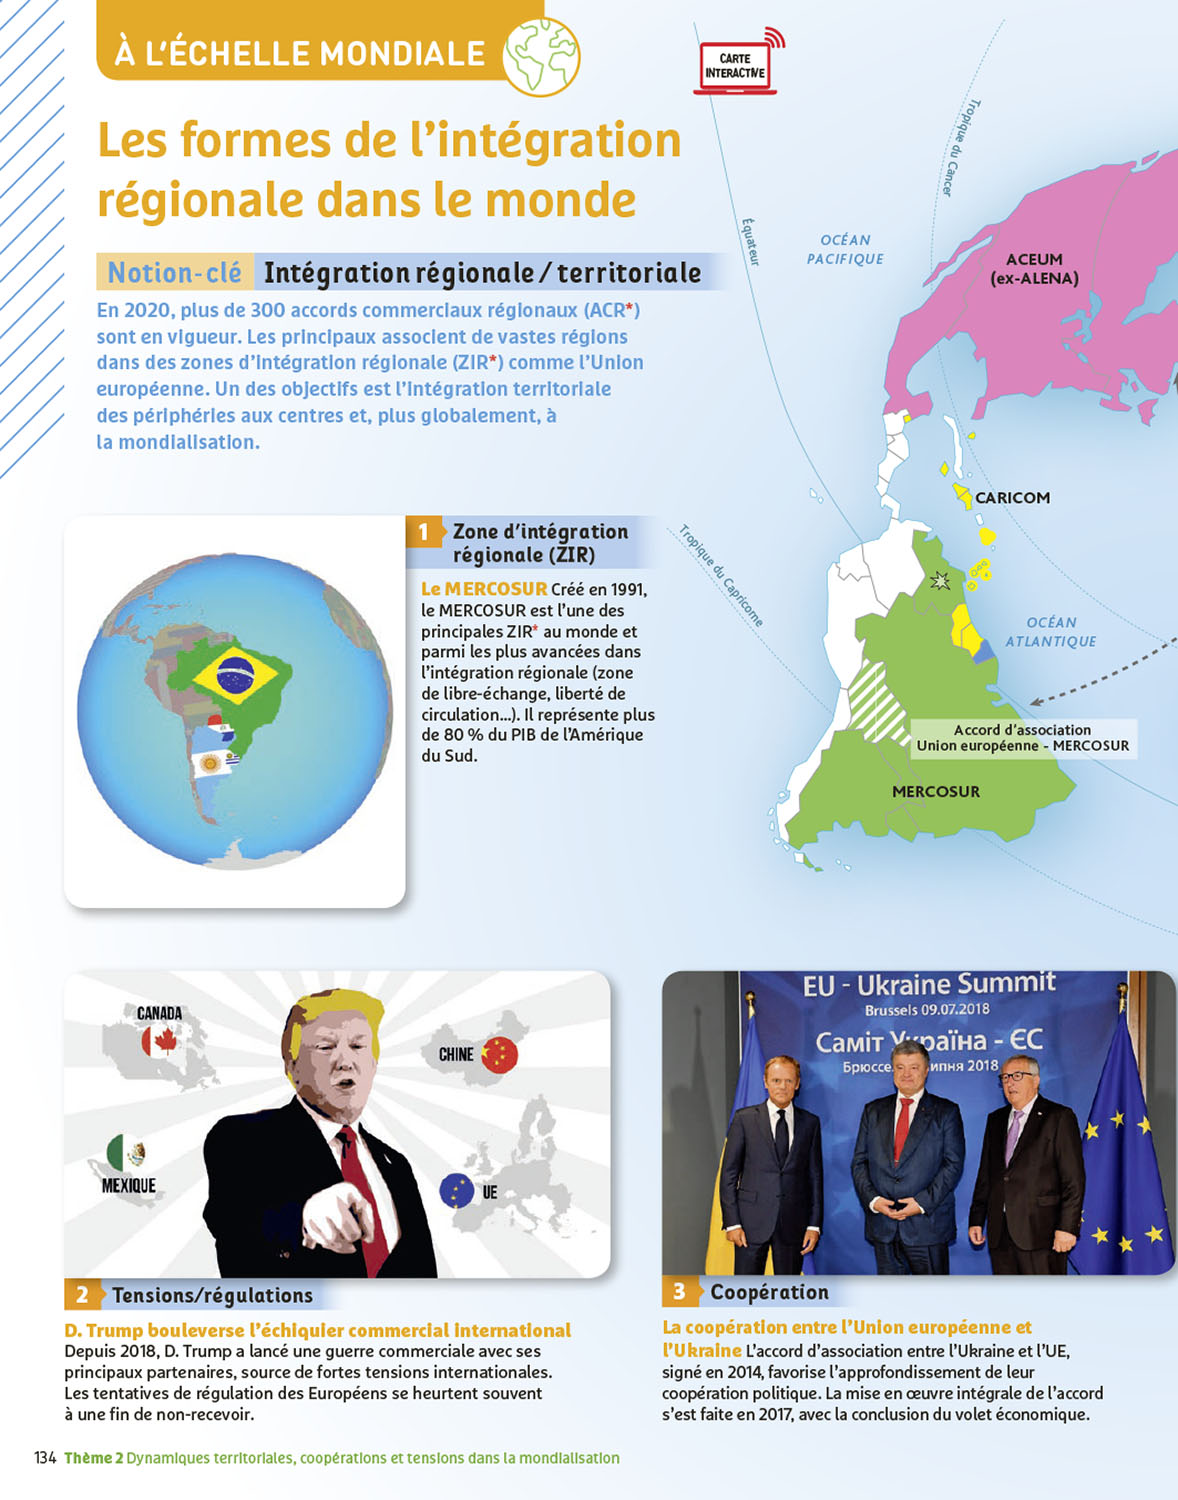 À L'ÉCHELLE MONDIALE
Les formes de l'intégration
régionale dans le monde
Notion-clé Intégration régionale / territoriale
En 2020, plus de 300 accords commerciaux régionaux (ACR*)
sont en vigueur. Les principaux associent de vastes régions
dans des zones d'intégration régionale (ZIR*) comme l'Union
européenne. Un des objectifs est l'intégration territoriale
des périphéries aux centres et, plus globalement, à
la mondialisation.
CARTE
INTERACTIVE
Tropique du Cancer
Équateur
OCÉAN
PACIFIQUE
ACEUM
(ex-ALENA)
CARICOM
Tropique du Capricorne
OCÉAN
ATLANTIQUE
Accord d'association
Union européenne - MERCOSUR
MERCOSUR
1 Zone d'intégration
régionale (ZIR)
Le MERCOSUR Créé en 1991,
le MERCOSUR est l'une des
principales ZIR* au monde et
parmi les plus avancées dans
l'intégration régionale (zone
de libre-échange, liberté de
circulation...). Il représente plus
de 80 % du PIB de l'Amérique
du Sud.
CANADA
CHINE
MEXIQUE
UE
2 Tensions/régulations
D. Trump bouleverse l'échiquier commercial international
Depuis 2018, D. Trump a lancé une guerre commerciale avec ses
principaux partenaires, source de fortes tensions internationales.
Les tentatives de régulation des Européens se heurtent souvent
à une fin de non-recevoir.
EU - Ukraine Summit
Brussels 09.07.2018
Саміт Україна - ЄС
2018
3 Coopération
La coopération entre l'Union européenne et
l'Ukraine L'accord d'association entre l'Ukraine et l'UE,
signé en 2014, favorise l'approfondissement de leur
coopération politique. La mise en œuvre intégrale de l'accord
s'est faite en 2017, avec la conclusion du volet économique.
134 Thème 2 Dynamiques territoriales, coopérations et tensions dans la mondialisation